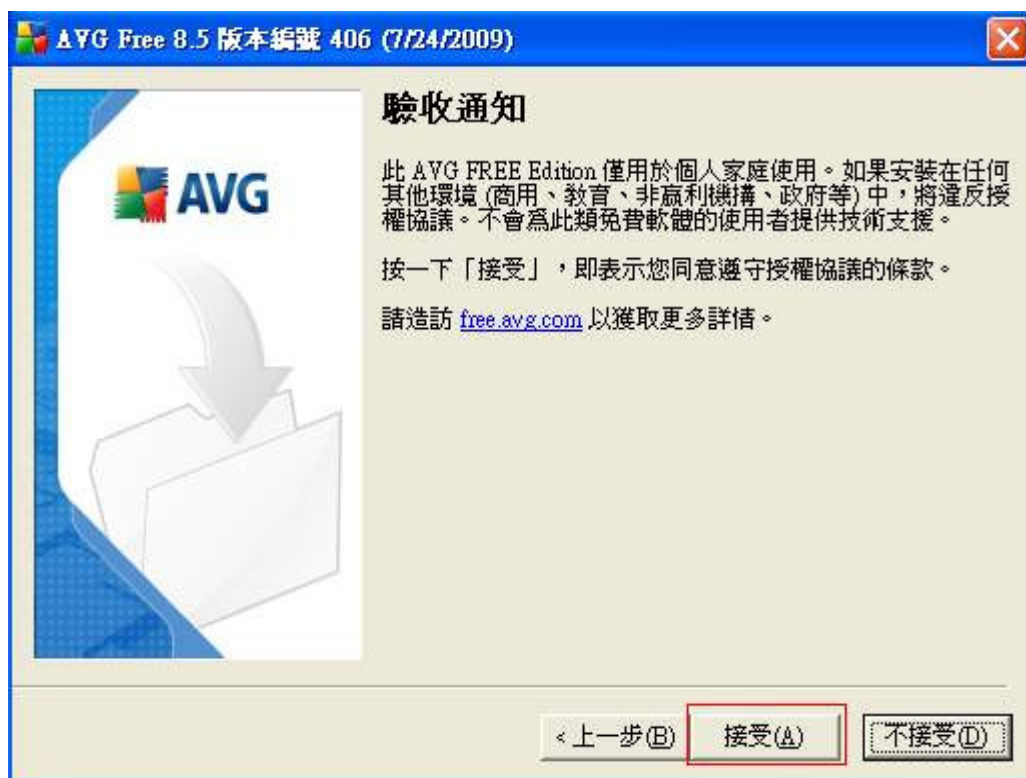 AVG Free 8.5 版本編號 406 (7/24/2009)
AVG
驗收通知
此 AVG FREE Edition 僅用於個人家庭使用。如果安裝在任何
其他環境 (商用、教育、非贏利機構、政府等) 中，將違反授
權協議。不會為此類免費軟體的使用者提供技術支援。
按一下「接受」，即表示您同意遵守授權協議的條款。
請造訪 free.avg.com 以獲取更多詳情。
<上一步(B)
接受(A)
不接受(D)